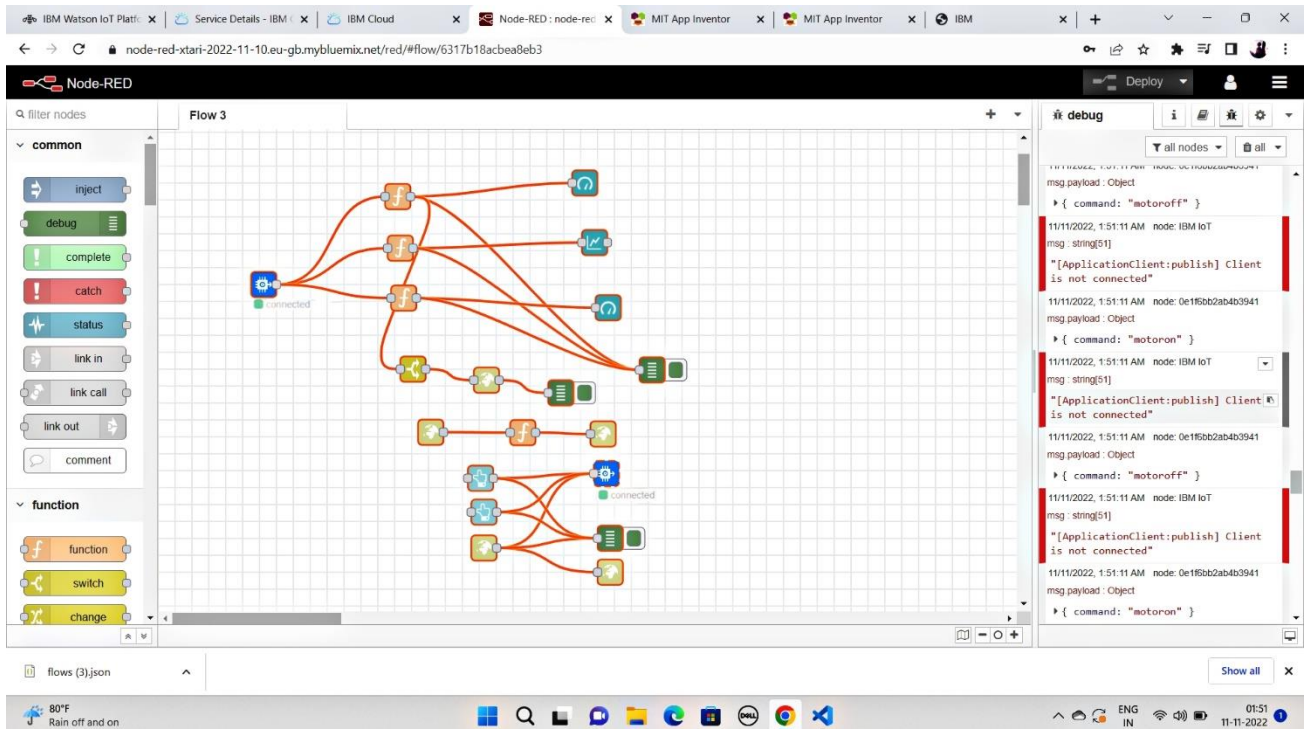 IBM Watson IoT Platfo
Service Details - IBM
IBM Cloud
Node-RED : node-red
MIT App Inventor
MIT App Inventor
IBM
node-red-xtari-2022-11-10.eu-gb.mybluemix.net/red/#flow/6317b18acbea8eb3
Node-RED
Deploy
filter nodes
Flow 3
debug
i
all nodes
all
common
inject
debug
complete
catch
status
link in
link call
link out
comment
function
function
switch
change
connected
connected
msg.payload : Object
{ command: "motoroff" }
11/11/2022, 1:51:11 AM node: IBM IoT
msg : string[51]
"[ApplicationClient:publish] Client
is not connected"
11/11/2022, 1:51:11 AM node: 0e1f6bb2ab4b3941
msg.payload : Object
{ command: "motoron" }
11/11/2022, 1:51:11 AM node: IBM IoT
msg : string[51]
"[ApplicationClient:publish] Client
is not connected"
11/11/2022, 1:51:11 AM node: 0e1f6bb2ab4b3941
msg.payload : Object
{ command: "motoroff" }
11/11/2022, 1:51:11 AM node: IBM IoT
msg : string[51]
"[ApplicationClient:publish] Client
is not connected"
11/11/2022, 1:51:11 AM node: 0e1f6bb2ab4b3941
msg.payload : Object
{ command: "motoron" }
flows (3).json
Show all
80°F
Rain off and on
DELL
ENG
IN
01:51
11-11-2022
1